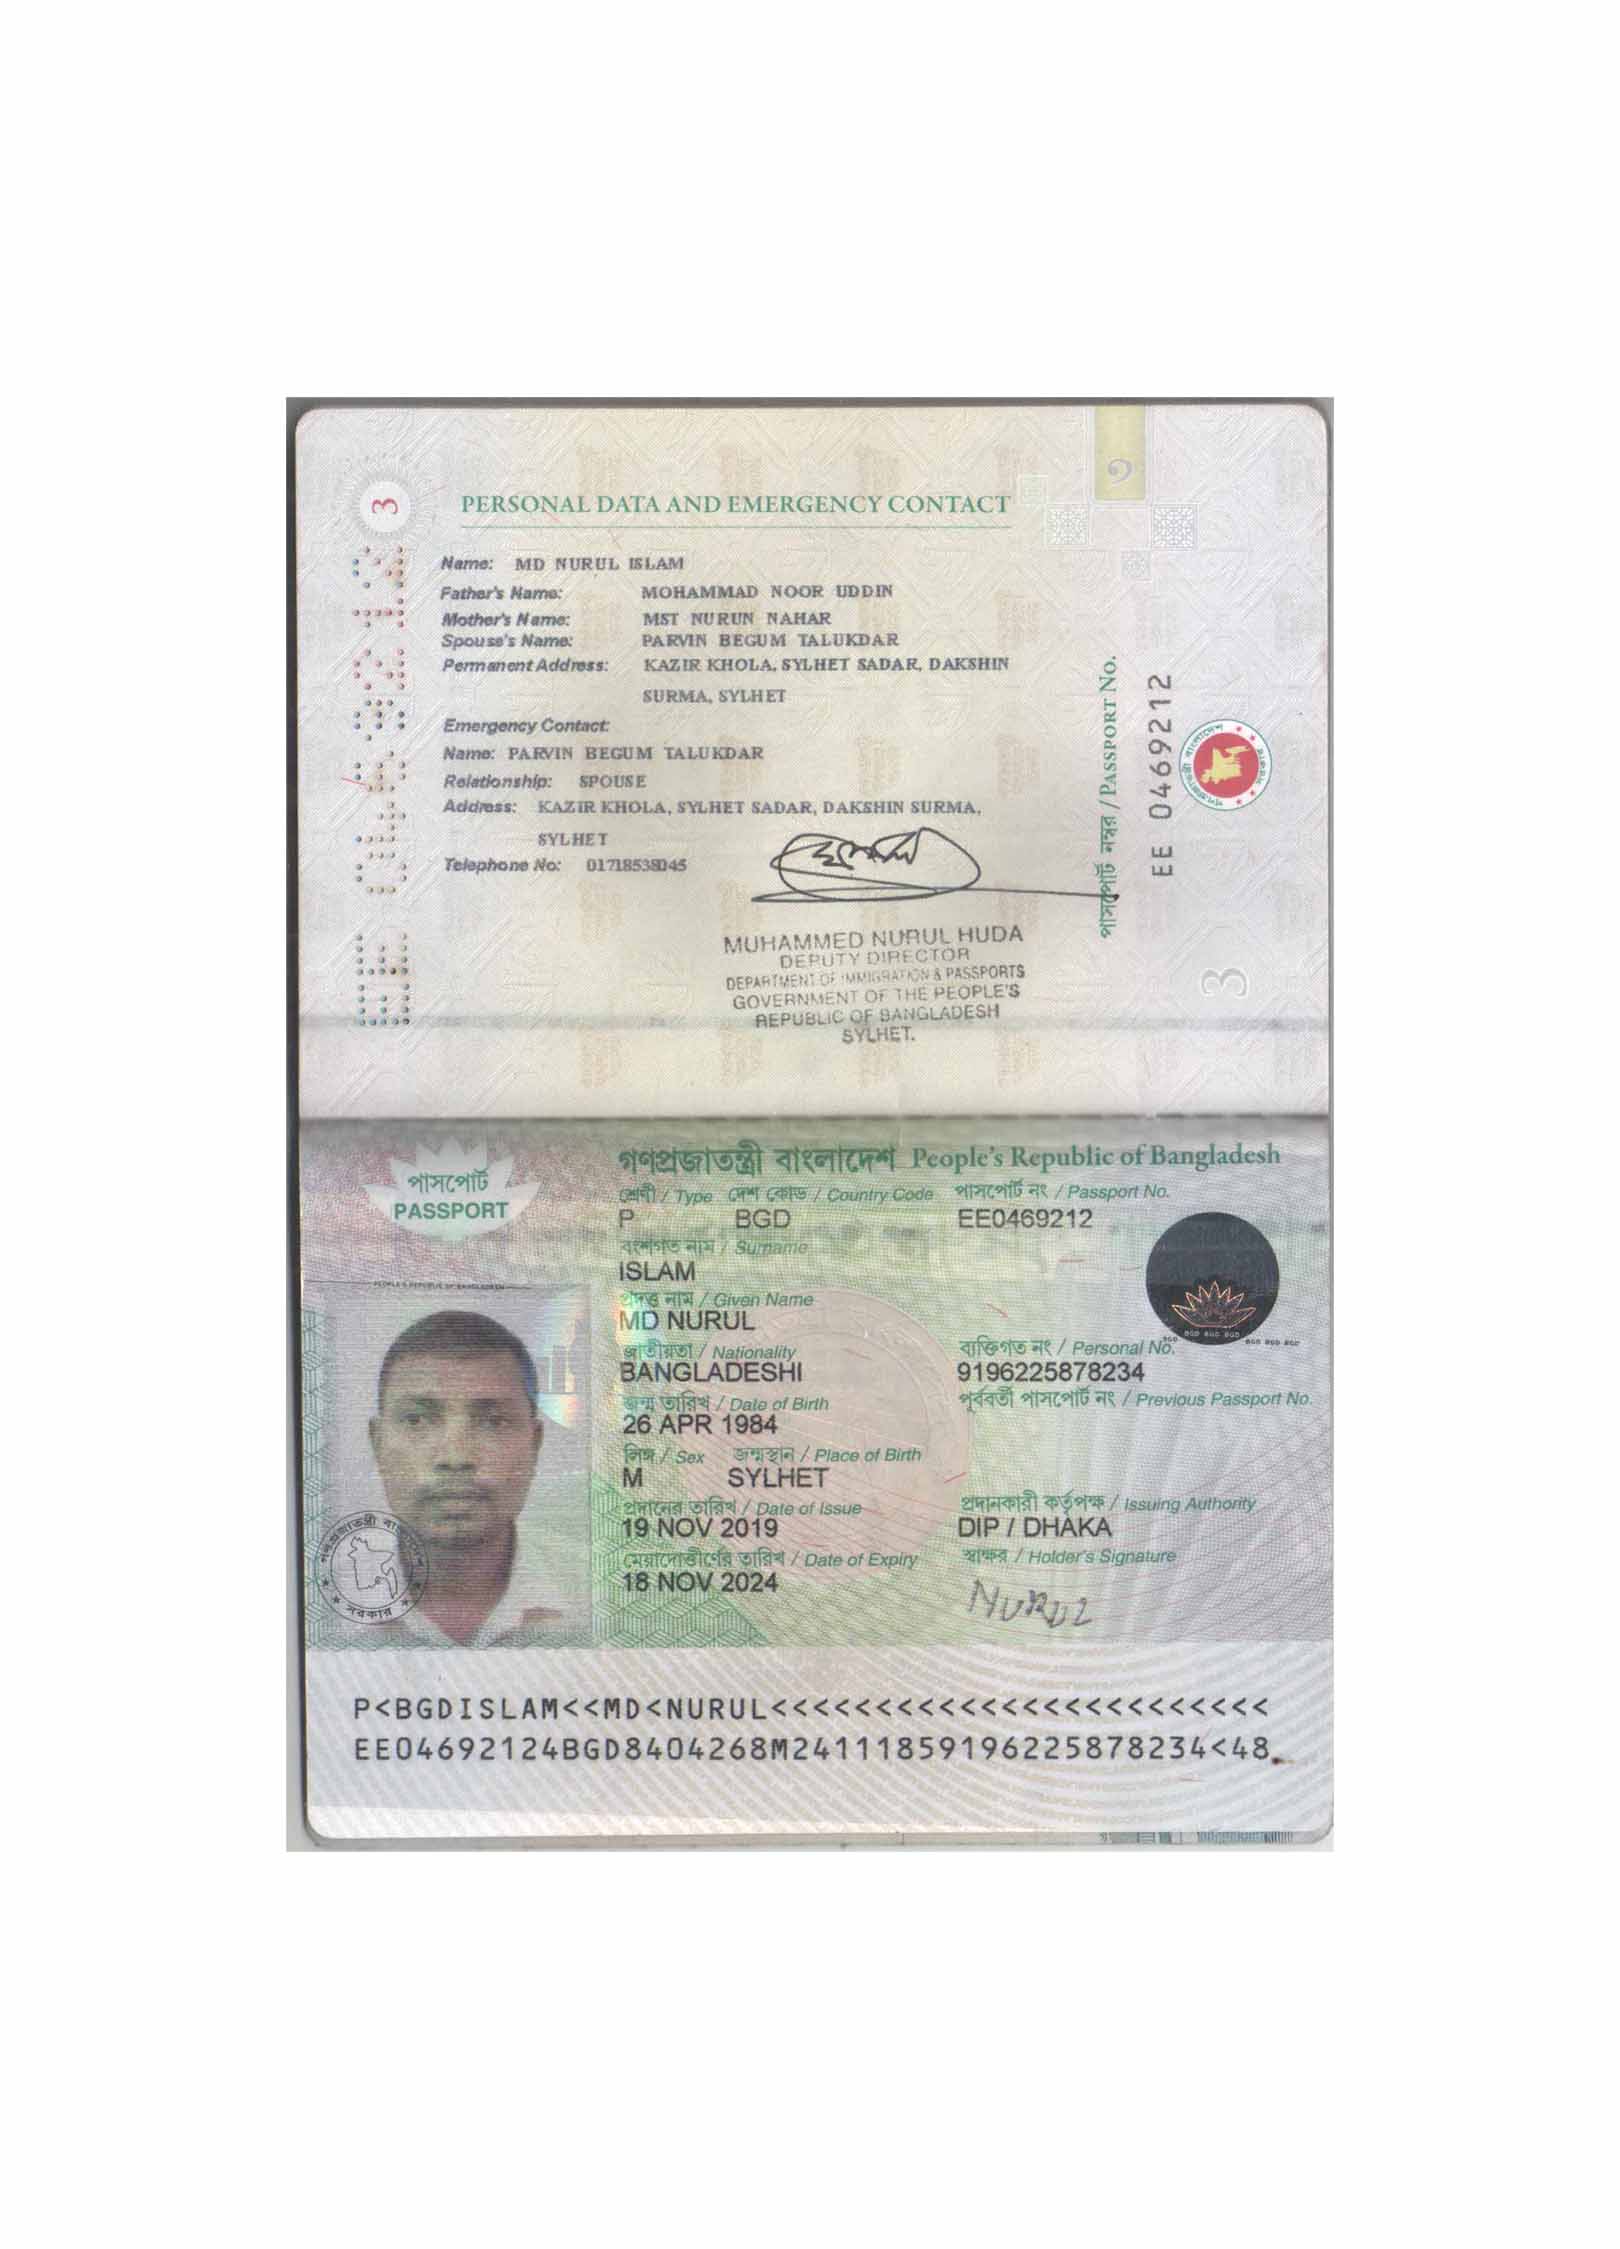 3
PERSONAL DATA AND EMERGENCY CONTACT
Name: MD NURUL ISLAM
Father's Name: MOHAMMAD NOOR UDDIN
Mother's Name: MST NURUN NAHAR
Spouse's Name: PARVIN BEGUM TALUKDAR
Permanent Address: KAZIR KHOLA, SYLHET SADAR, DAKSHIN
SURMA, SYLHET
Emergency Contact:
Name: PARVIN BEGUM TALUKDAR
Relationship: SPOUSE
Address: KAZIR KHOLA, SYLHET SADAR, DAKSHIN SURMA,
SYLHET
Telephone No: 01718538045
MUHAMMED NURUL HUDA
DEPUTY DIRECTOR
DEPARTMENT OF IMMIGRATION & PASSPORTS
GOVERNMENT OF THE PEOPLE'S
REPUBLIC OF BANGLADESH
SYLHET.
পাসপোর্ট নম্বর / PASSPORT No.
EE 0469212
3
পাসপোর্ট
PASSPORT
গণপ্রজাতন্ত্রী বাংলাদেশ People's Republic of Bangladesh
শ্রেণী / Type দেশ কোড / Country Code পাসপোর্ট নং / Passport No.
P BGD EE0469212
বংশগত নাম / Surname
ISLAM
প্রদত্ত নাম / Given Name
MD NURUL
জাতীয়তা / Nationality ব্যক্তিগত নং / Personal No.
BANGLADESHI 9196225878234
জন্ম তারিখ / Date of Birth পূর্ববর্তী পাসপোর্ট নং / Previous Passport No.
26 APR 1984
লিঙ্গ / Sex জন্মস্থান / Place of Birth
M SYLHET
প্রদানের তারিখ / Date of Issue প্রদানকারী কর্তৃপক্ষ / Issuing Authority
19 NOV 2019 DIP / DHAKA
মেয়াদোত্তীর্ণের তারিখ / Date of Expiry স্বাক্ষর / Holder's Signature
18 NOV 2024 NURUL
P<BGDISLAM<<MD<NURUL<<<<<<<<<<<<<<<<<<<<<<<<
EE04692124BGD8404268M24111859196225878234<48